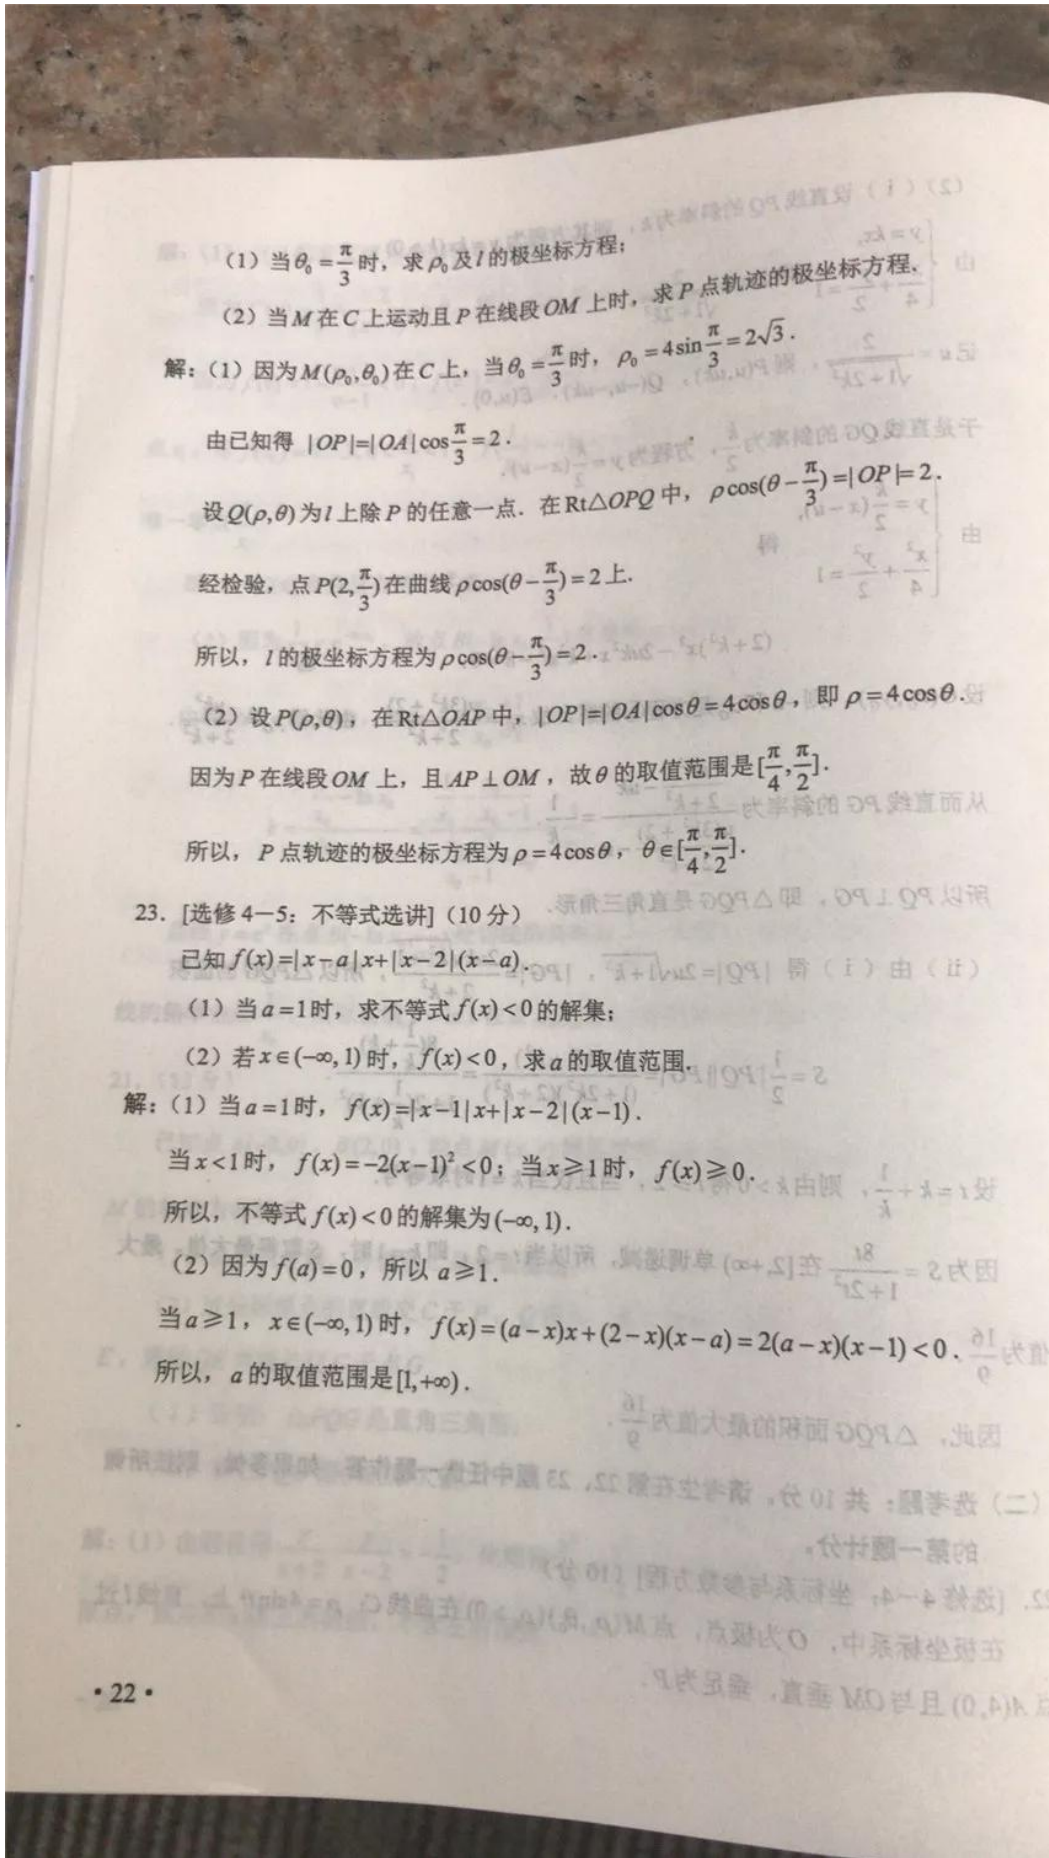 （1）当θ₀=π/3时，求ρ₀及l的极坐标方程；
（2）当M在C上运动且P在线段OM上时，求P点轨迹的极坐标方程．
解：（1）因为M(ρ₀,θ₀)在C上，当θ₀=π/3时，ρ₀=4sinπ/3=2√3．
由已知得 |OP|=|OA|cosπ/3=2．
设Q(ρ,θ)为l上除P的任意一点．在Rt△OPQ中，ρcos(θ-π/3)=|OP|=2．
经检验，点P(2,π/3)在曲线ρcos(θ-π/3)=2上．
所以，l的极坐标方程为ρcos(θ-π/3)=2．
（2）设P(ρ,θ)，在Rt△OAP中，|OP|=|OA|cosθ=4cosθ，即ρ=4cosθ．
因为P在线段OM上，且AP⊥OM，故θ的取值范围是[π/4,π/2]．
所以，P点轨迹的极坐标方程为ρ=4cosθ，θ∈[π/4,π/2]．
23．[选修4－5：不等式选讲]（10分）
已知f(x)=|x-a|x+|x-2|(x-a)．
（1）当a=1时，求不等式f(x)<0的解集；
（2）若x∈(-∞,1)时，f(x)<0，求a的取值范围．
解：（1）当a=1时，f(x)=|x-1|x+|x-2|(x-1)．
当x<1时，f(x)=-2(x-1)²<0；当x≥1时，f(x)≥0．
所以，不等式f(x)<0的解集为(-∞,1)．
（2）因为f(a)=0，所以a≥1．
当a≥1，x∈(-∞,1)时，f(x)=(a-x)x+(2-x)(x-a)=2(a-x)(x-1)<0．
所以，a的取值范围是[1,+∞)．
·22·